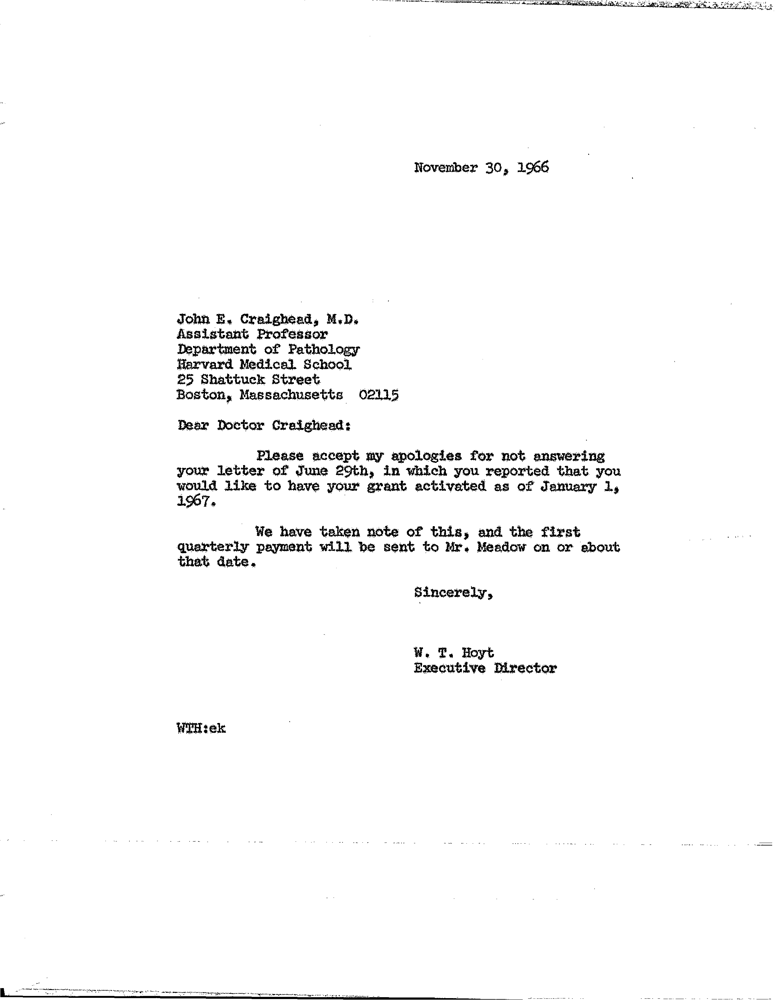 November 30, 1966
John E. Craighead, M.D.
Assistant Professor
Department of Pathology
Harvard Medical School
25 Shattuck Street
Boston, Massachusetts 02115
Dear Doctor Craighead:
Please accept my apologies for not answering
your letter of June 29th, in which you reported that you
would like to have your grant activated as of January 1,
1967.
We have taken note of this, and the first
quarterly payment will be sent to Mr. Meadow on or about
that date.
Sincerely,
W. T. Hoyt
Executive Director
WTH:ek